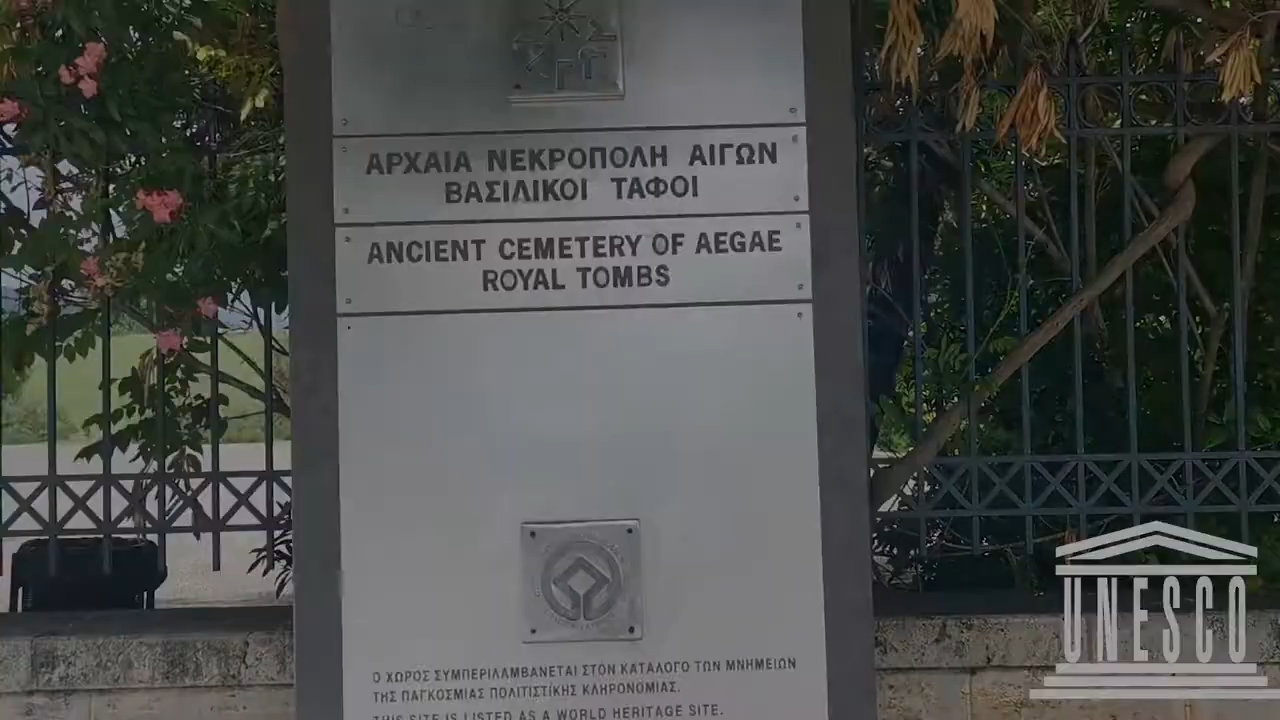 ΑΡΧΑΙΑ ΝΕΚΡΟΠΟΛΗ ΑΙΓΩΝ
ΒΑΣΙΛΙΚΟΙ ΤΑΦΟΙ
ANCIENT CEMETERY OF AEGAE
ROYAL TOMBS
Ο ΧΩΡΟΣ ΣΥΜΠΕΡΙΛΑΜΒΑΝΕΤΑΙ ΣΤΟΝ ΚΑΤΑΛΟΓΟ ΤΩΝ ΜΝΗΜΕΙΩΝ
ΤΗΣ ΠΑΓΚΟΣΜΙΑΣ ΠΟΛΙΤΙΣΤΙΚΗΣ ΚΛΗΡΟΝΟΜΙΑΣ.
THIS SITE IS LISTED AS A WORLD HERITAGE SITE.
UNESCO